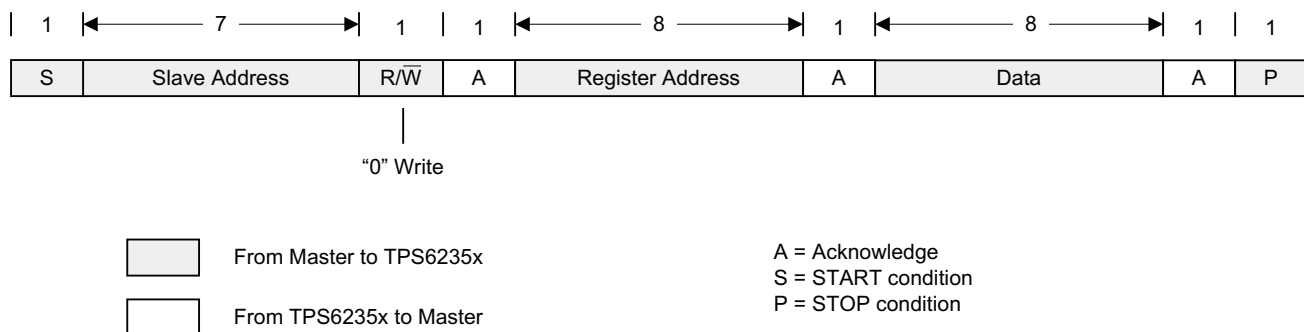 1 7 1 1 8 1 8 1 1
S Slave Address R/W̅ A Register Address A Data A P
“0” Write
From Master to TPS6235x
From TPS6235x to Master
A = Acknowledge
S = START condition
P = STOP condition